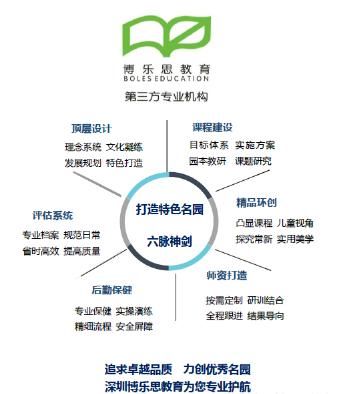 博乐思教育
BOLES EDUCATION
第三方专业机构
顶层设计
理念系统 文化凝练
发展规划 特色打造
课程建设
目标体系 实施方案
园本教研 课题研究
评估系统
专业档案 规范日常
省时高效 提高质量
打造特色名园
六脉神剑
精品环创
凸显课程 儿童视角
探究常新 实用美学
后勤保健
专业保健 实操演练
精细流程 安全屏障
师资打造
按需定制 研训结合
全程跟进 结果导向
追求卓越品质 力创优秀名园
深圳博乐思教育为您专业护航